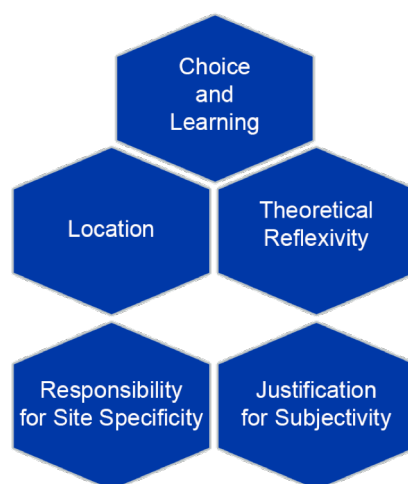 Choice
and
Learning
Location
Theoretical
Reflexivity
Responsibility
for Site Specificity
Justification
for Subjectivity